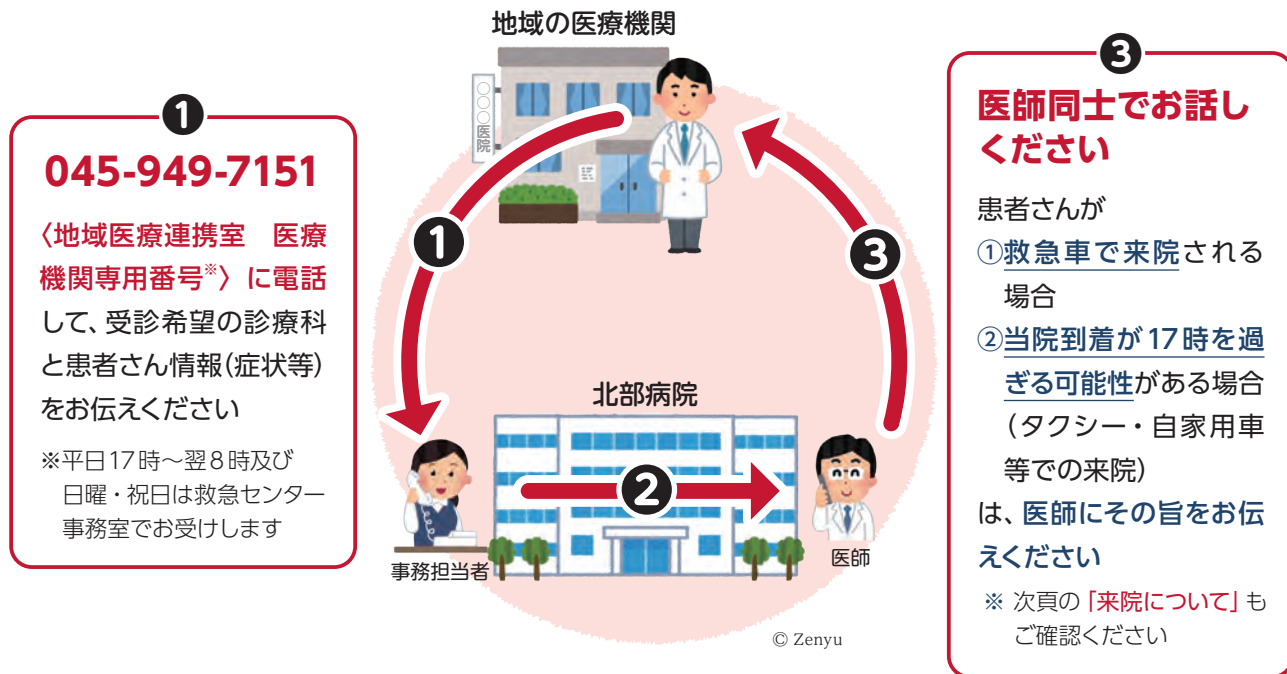 地域の医療機関
○○○医院
❶
045-949-7151
〈地域医療連携室　医療
機関専用番号※〉に電話
して、受診希望の診療科
と患者さん情報(症状等)
をお伝えください
※平日17時〜翌8時及び
日曜・祝日は救急センター
事務室でお受けします
❶
❸
北部病院
❷
事務担当者
医師
© Zenyu
❸
医師同士でお話し
ください
患者さんが
①救急車で来院される
場合
②当院到着が17時を過
ぎる可能性がある場合
（タクシー・自家用車
等での来院）
は、医師にその旨をお伝
えください
※ 次頁の「来院について」も
ご確認ください